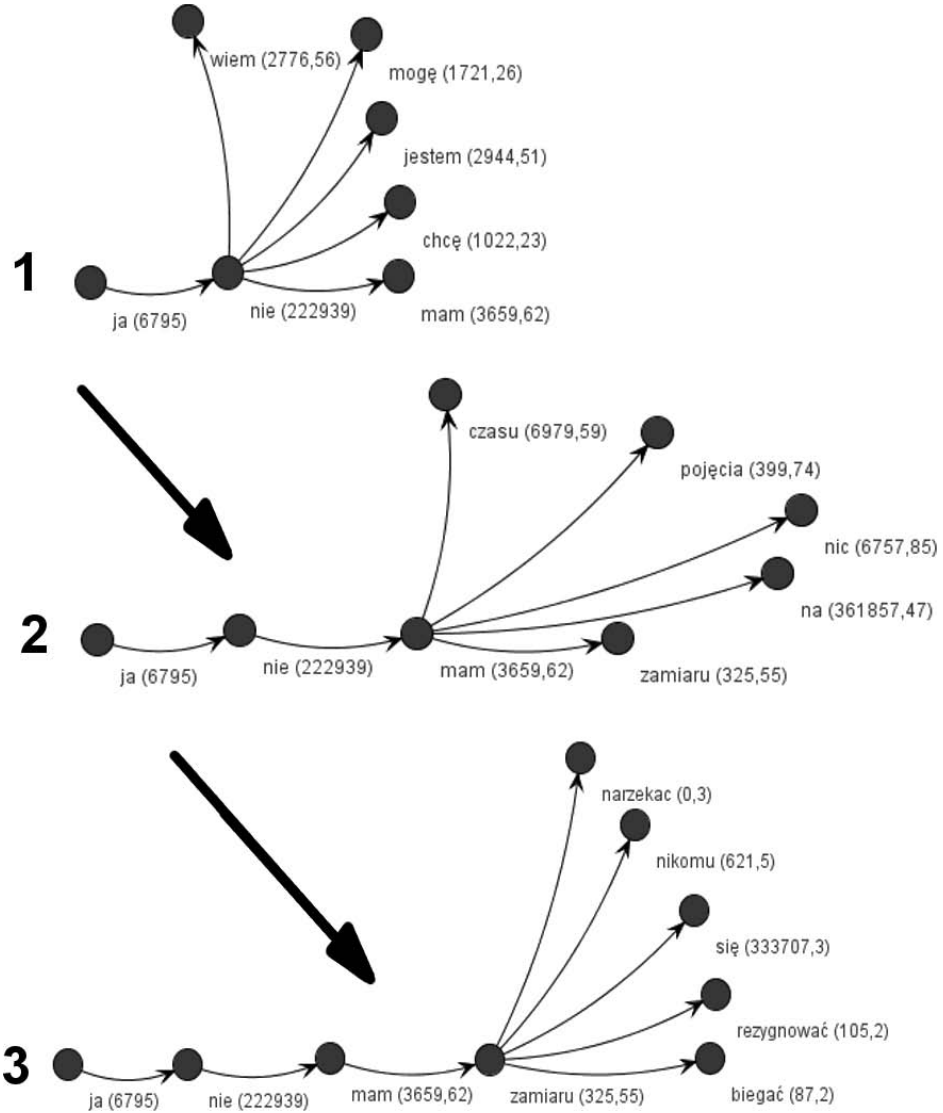 wiem (2776,56)
mogę (1721,26)
jestem (2944,51)
chcę (1022,23)
1
ja (6795)
nie (222939)
mam (3659,62)
czasu (6979,59)
pojęcia (399,74)
nic (6757,85)
na (361857,47)
2
ja (6795)
nie (222939)
mam (3659,62)
zamiaru (325,55)
narzekac (0,3)
nikomu (621,5)
się (333707,3)
rezygnować (105,2)
3
ja (6795)
nie (222939)
mam (3659,62)
zamiaru (325,55)
biegać (87,2)